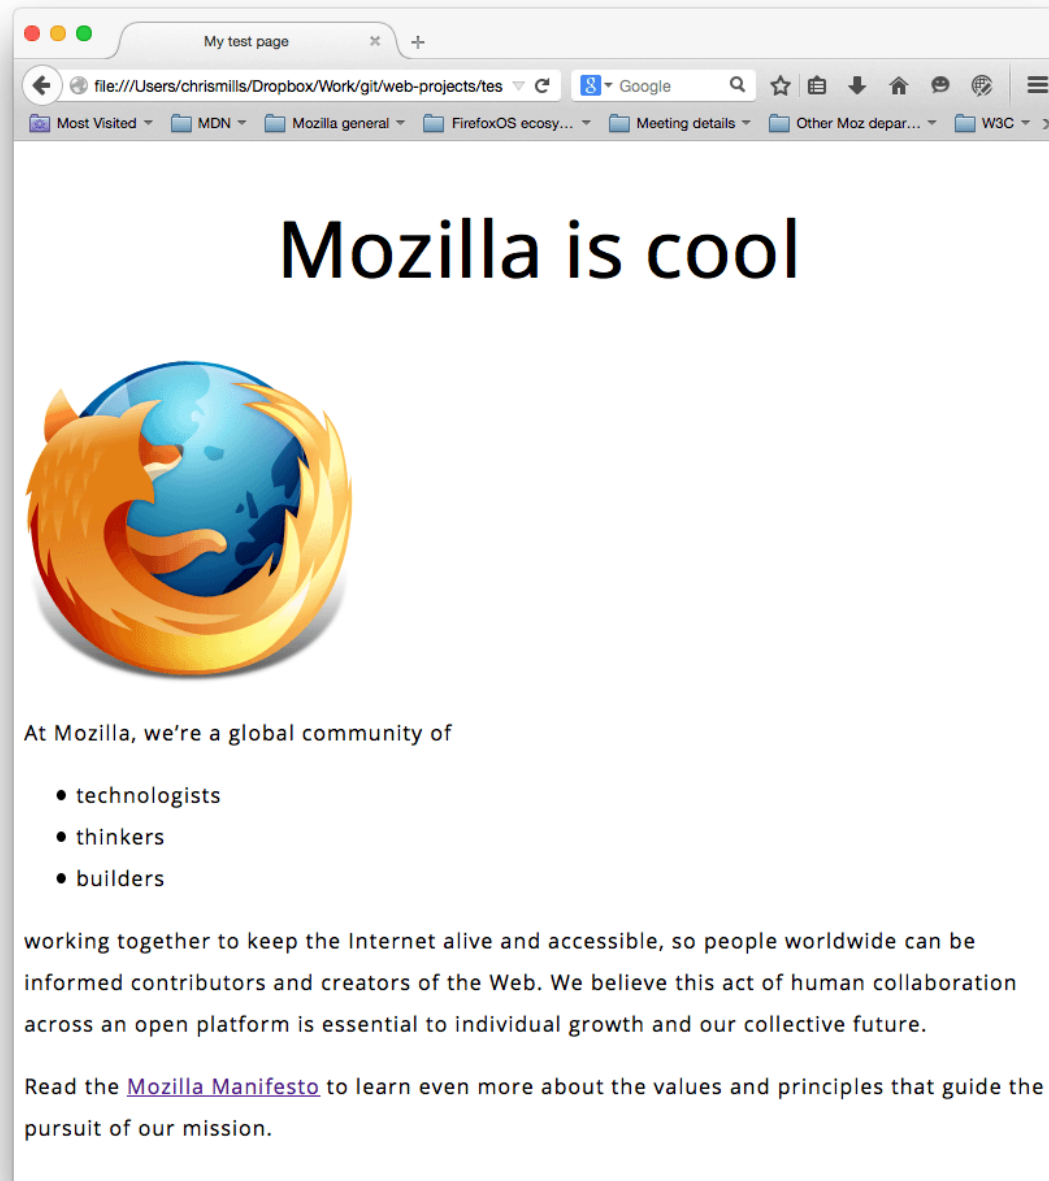 My test page
file:///Users/chrismills/Dropbox/Work/git/web-projects/tes
8 Google
Most Visited MDN Mozilla general FirefoxOS ecosy... Meeting details Other Moz depar... W3C
Mozilla is cool
At Mozilla, we’re a global community of
• technologists
• thinkers
• builders
working together to keep the Internet alive and accessible, so people worldwide can be
informed contributors and creators of the Web. We believe this act of human collaboration
across an open platform is essential to individual growth and our collective future.
Read the Mozilla Manifesto to learn even more about the values and principles that guide the
pursuit of our mission.